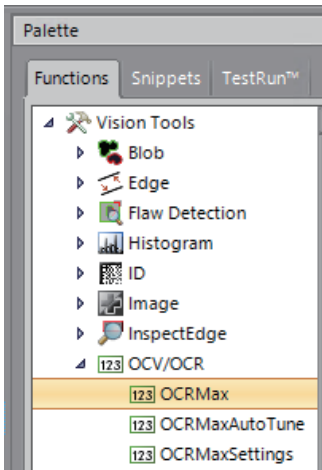 Palette
Functions Snippets TestRun™
Vision Tools
Blob
Edge
Flaw Detection
Histogram
ID
Image
InspectEdge
123 OCV/OCR
123 OCRMax
123 OCRMaxAutoTune
123 OCRMaxSettings